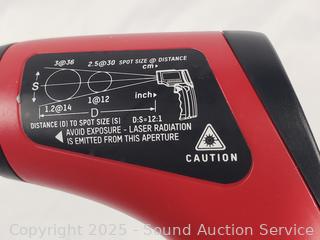 3@36 2.5@30 SPOT SIZE @ DISTANCE
cm
S
inch
1.2@14 1@12
D
DISTANCE (D) TO SPOT SIZE (S) D:S=12:1
AVOID EXPOSURE - LASER RADIATION
IS EMITTED FROM THIS APERTURE
CAUTION
Copyright © 2025 - Sound Auction Service